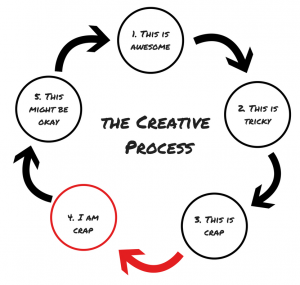 the Creative
Process
1. This is
awesome
2. This is
tricky
3. This is
crap
4. I am
crap
5. This
might be
okay